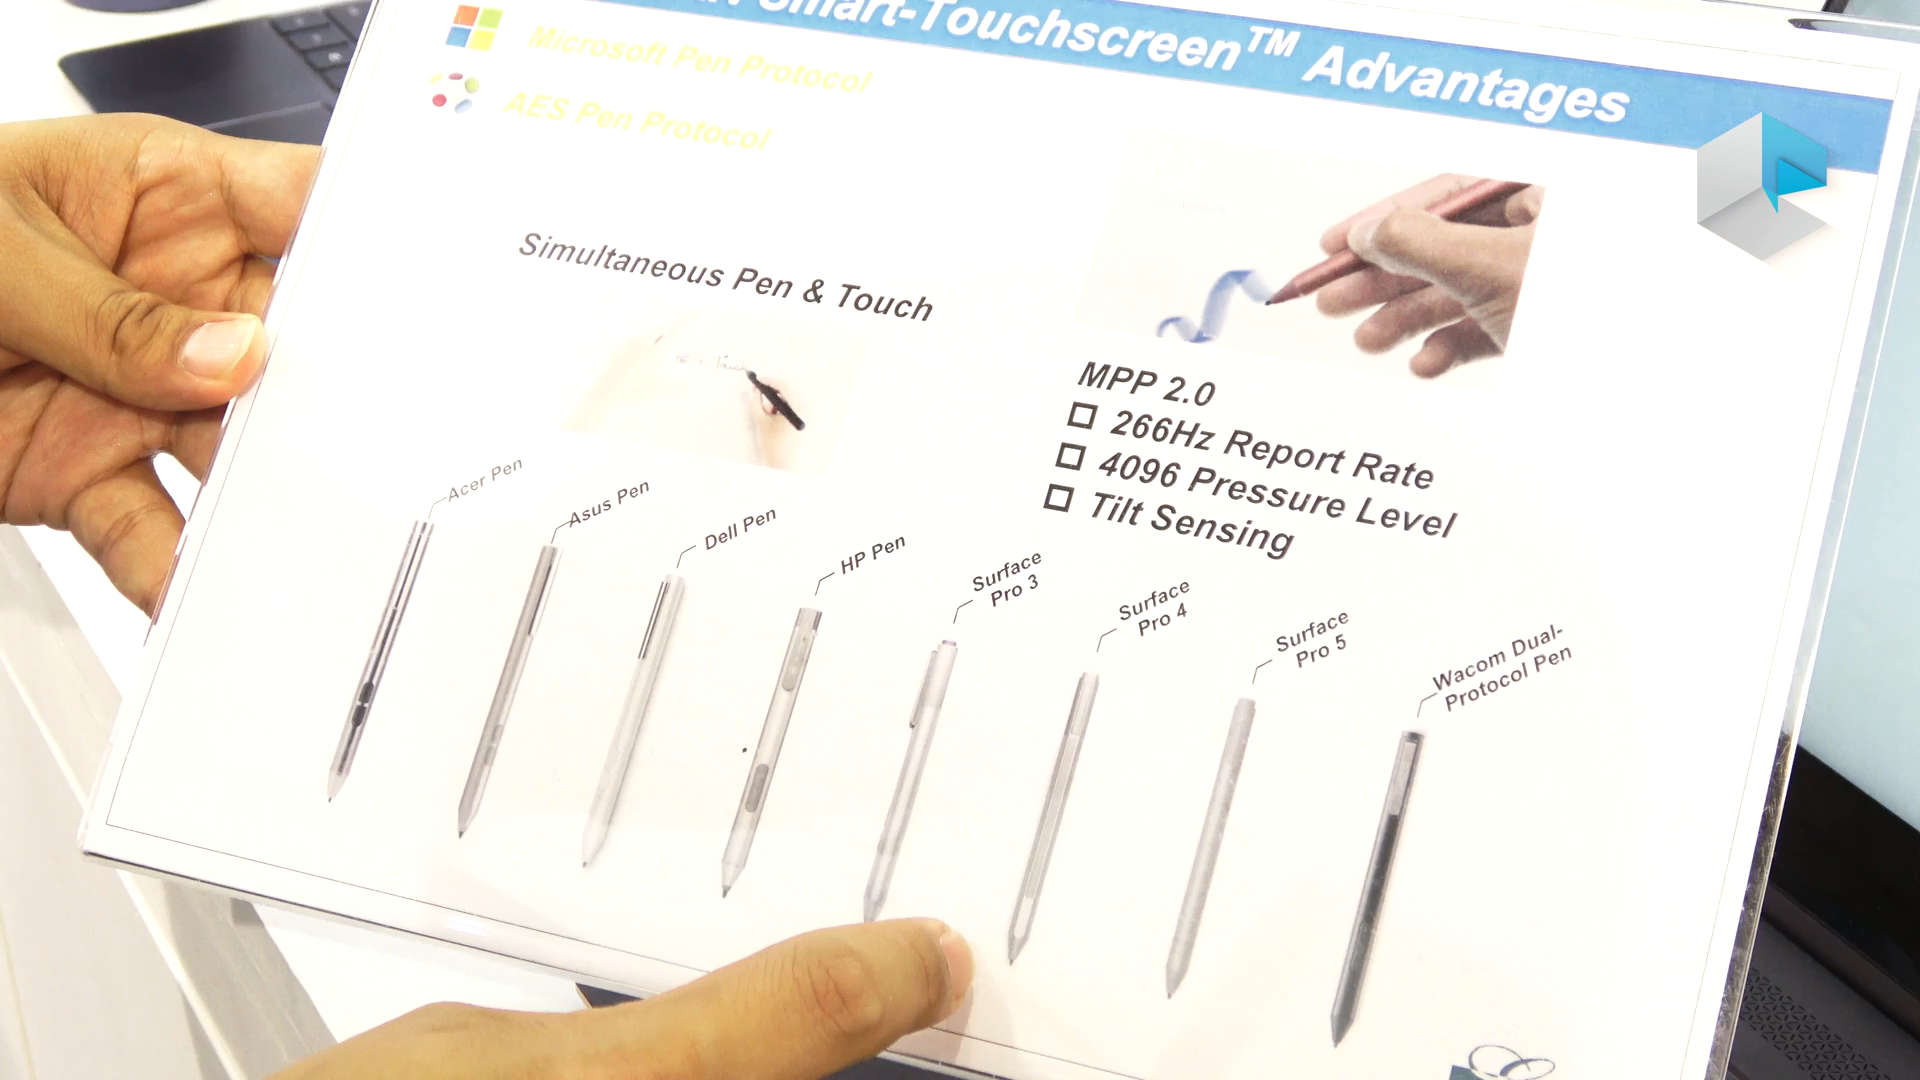 Smart-Touchscreen™ Advantages
Microsoft Pen Protocol
AES Pen Protocol
Simultaneous Pen & Touch
MPP 2.0
266Hz Report Rate
4096 Pressure Level
Tilt Sensing
Acer Pen
Asus Pen
Dell Pen
HP Pen
Surface
Pro 3
Surface
Pro 4
Surface
Pro 5
Wacom Dual-
Protocol Pen